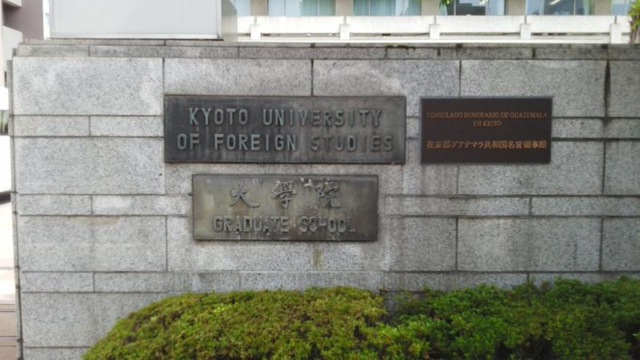 KYOTO UNIVERSITY
OF FOREIGN STUDIES
大學院
GRADUATE SCHOOL
CONSULADO HONORARIO DE GUATEMALA
EN KIOTO
在京都グアテマラ共和国名誉領事館